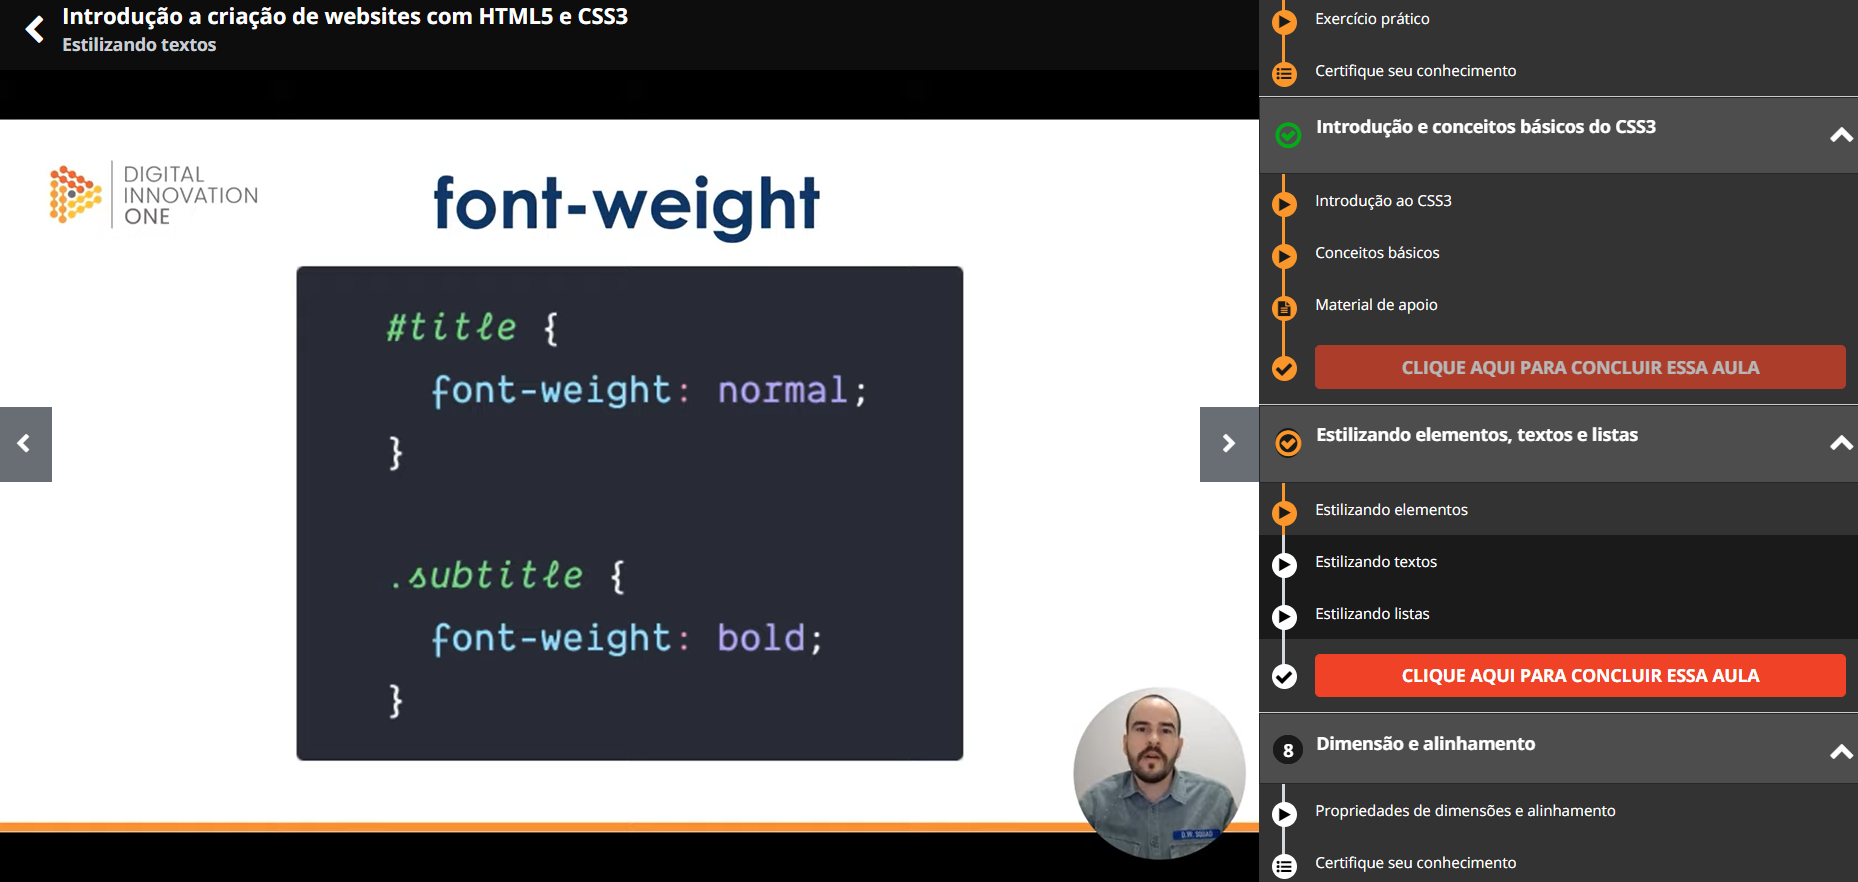 Introdução a criação de websites com HTML5 e CSS3
Estilizando textos
DIGITAL
INNOVATION
ONE
font-weight
#title {
font-weight: normal;
}
.subtitle {
font-weight: bold;
}
D.W. SQUAD
Exercício prático
Certifique seu conhecimento
Introdução e conceitos básicos do CSS3
Introdução ao CSS3
Conceitos básicos
Material de apoio
CLIQUE AQUI PARA CONCLUIR ESSA AULA
Estilizando elementos, textos e listas
Estilizando elementos
Estilizando textos
Estilizando listas
CLIQUE AQUI PARA CONCLUIR ESSA AULA
8
Dimensão e alinhamento
Propriedades de dimensões e alinhamento
Certifique seu conhecimento